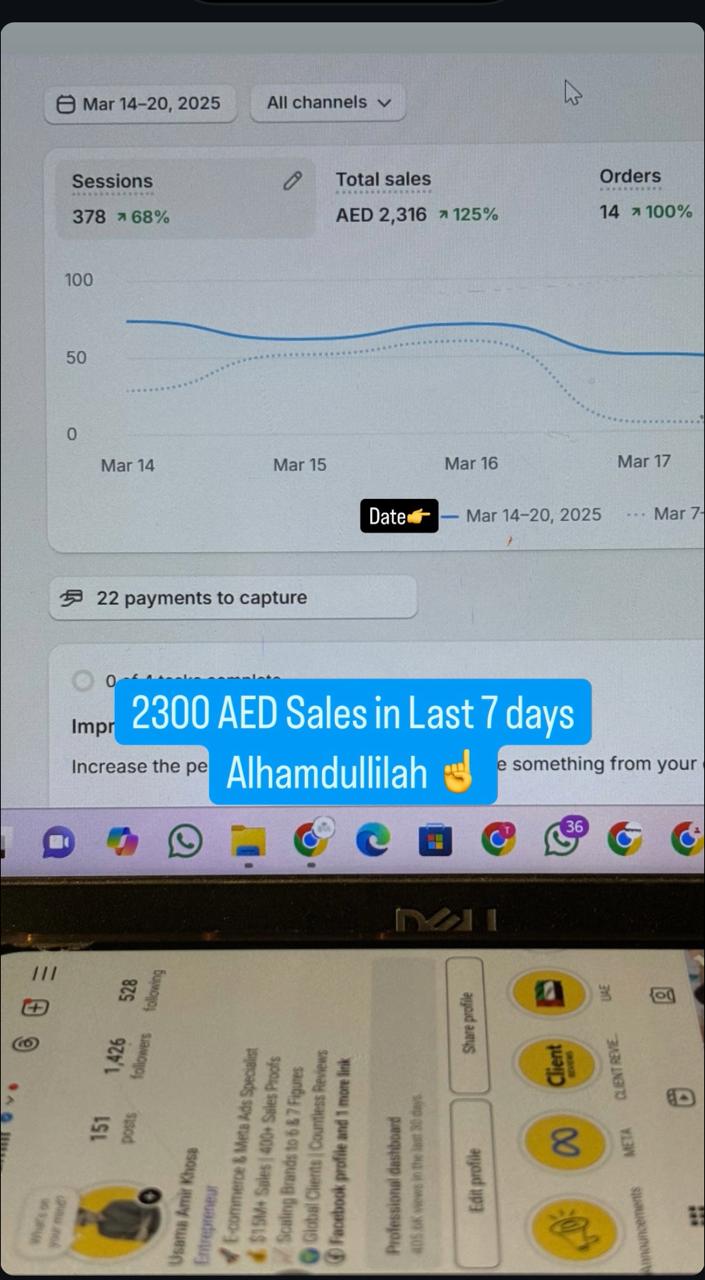 Mar 14–20, 2025
All channels
Sessions
378 ↗ 68%
Total sales
AED 2,316 ↗ 125%
Orders
14 ↗ 100%
100
50
0
Mar 14
Mar 15
Mar 16
Mar 17
Date👉
Mar 14–20, 2025
Mar 7-
22 payments to capture
0 of 4 tasks complete
2300 AED Sales in Last 7 days
Alhamdullilah ☝️
Impr
Increase the pe
e something from your
36
DELL
What's on
your mind?
151
posts
1,426
followers
528
following
Usama Amir Khosa
Entrepreneur
🚀 E-commerce & Meta Ads Specialist
💰 $15M+ Sales | 400+ Sales Proofs
📈 Scaling Brands to 6 & 7 Figures
🌍 Global Clients | Countless Reviews
Facebook profile and 1 more link
Professional dashboard
405.6K views in the last 30 days.
Edit profile
Share profile
Client
REVIEWS
Announcements
META
CLIENT REVIE...
UAE